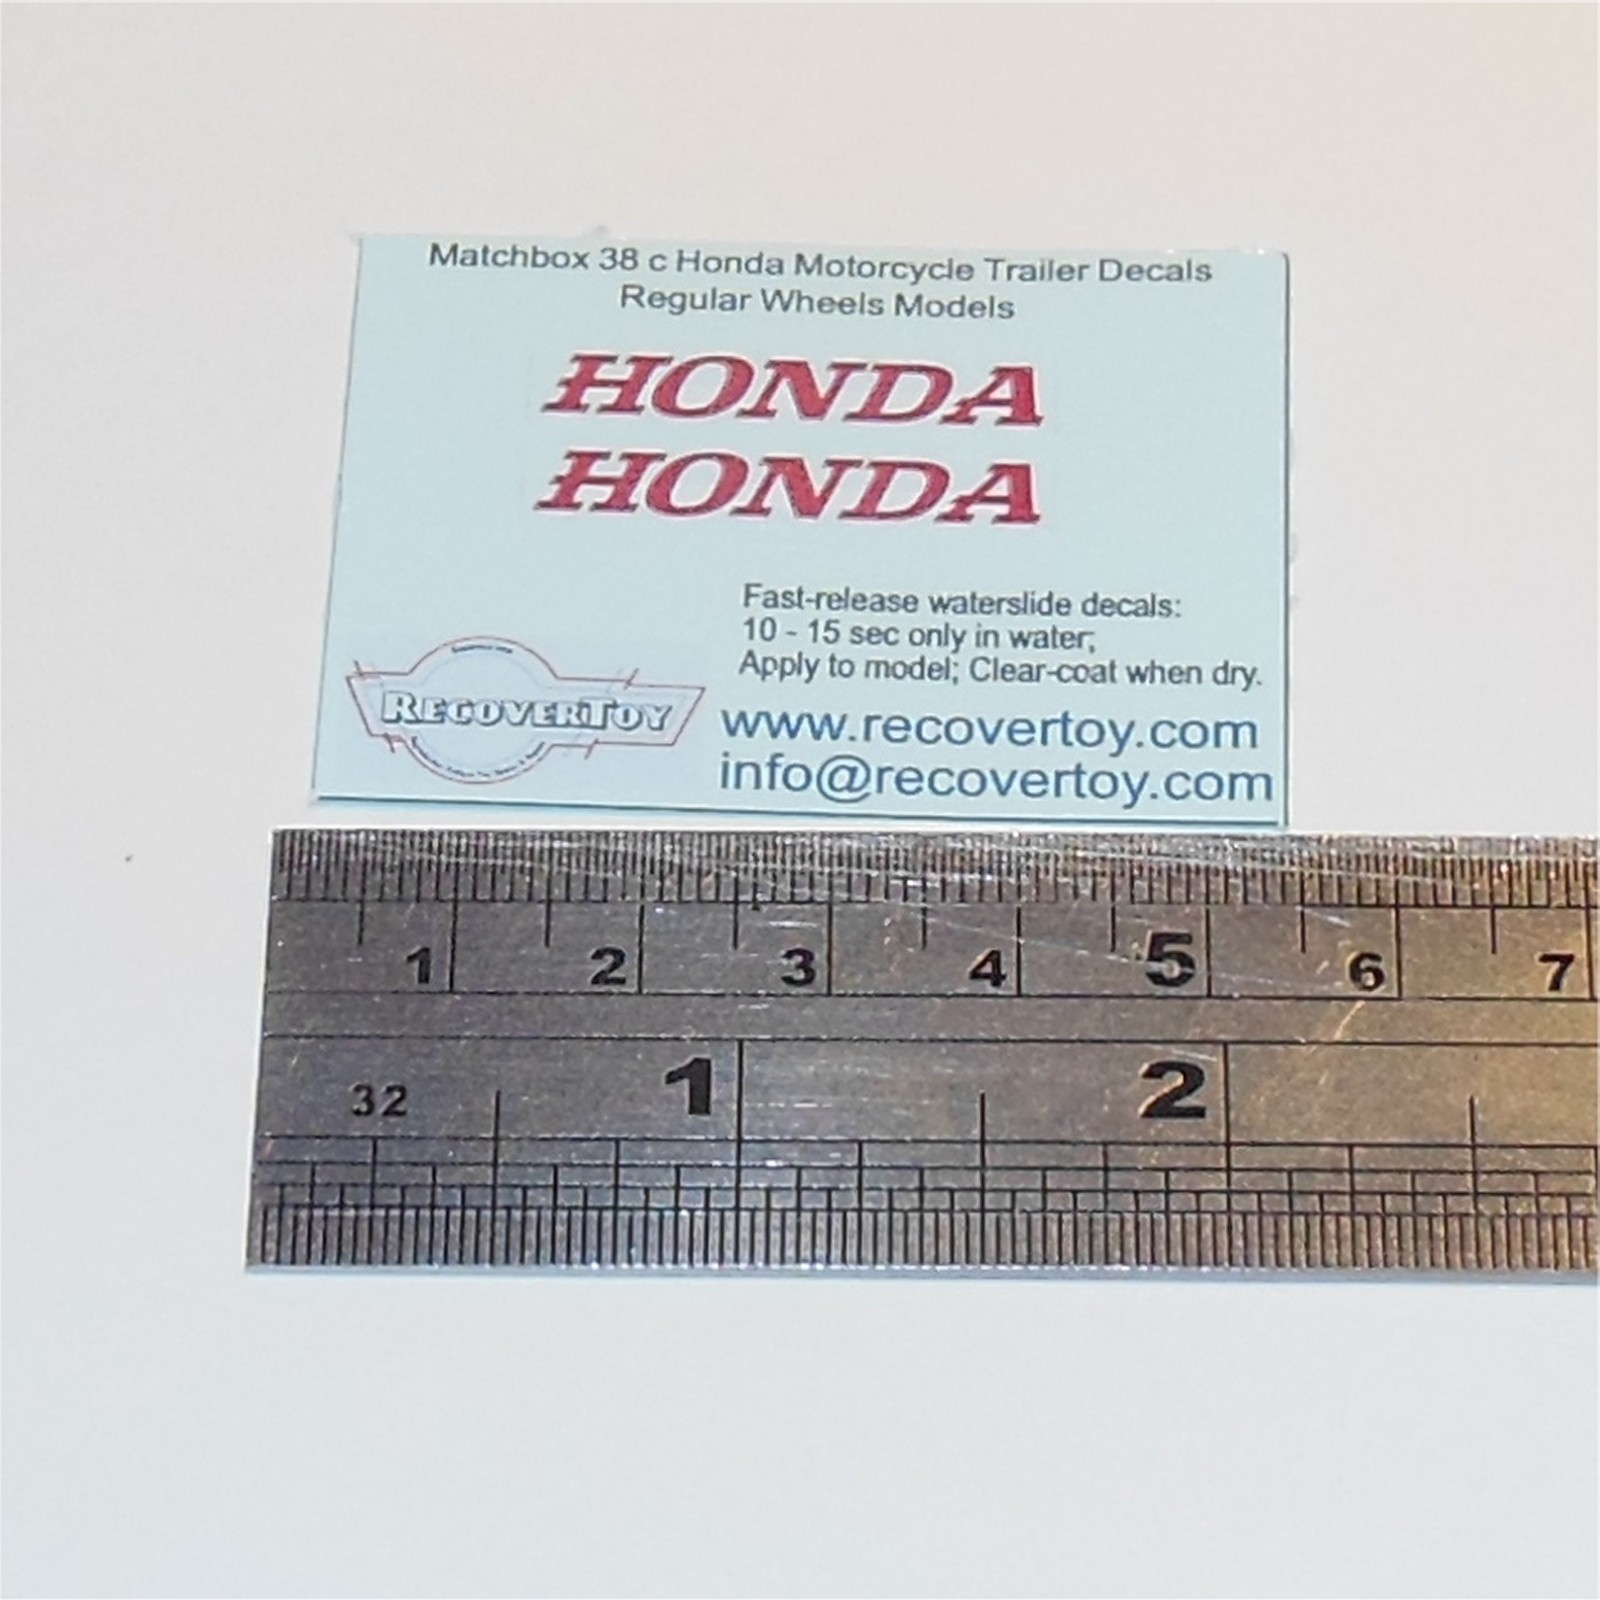 Matchbox 38 c Honda Motorcycle Trailer Decals
Regular Wheels Models
HONDA
HONDA
Fast-release waterslide decals:
10 - 15 sec only in water;
Apply to model; Clear-coat when dry.
RECOVERTOY
www.recovertoy.com
info@recovertoy.com
1 2 3 4 5 6 7
32 1 2